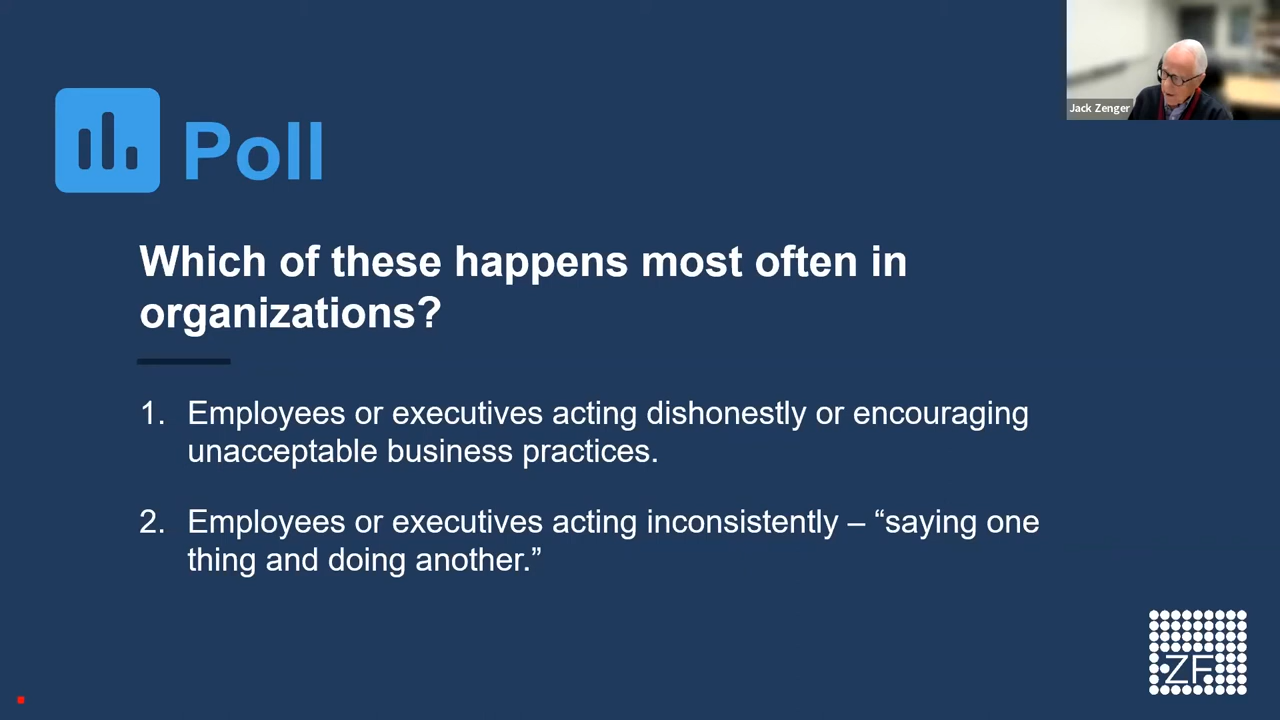 Jack Zenger
Poll
Which of these happens most often in
organizations?
1. Employees or executives acting dishonestly or encouraging
unacceptable business practices.
2. Employees or executives acting inconsistently – “saying one
thing and doing another.”
ZF